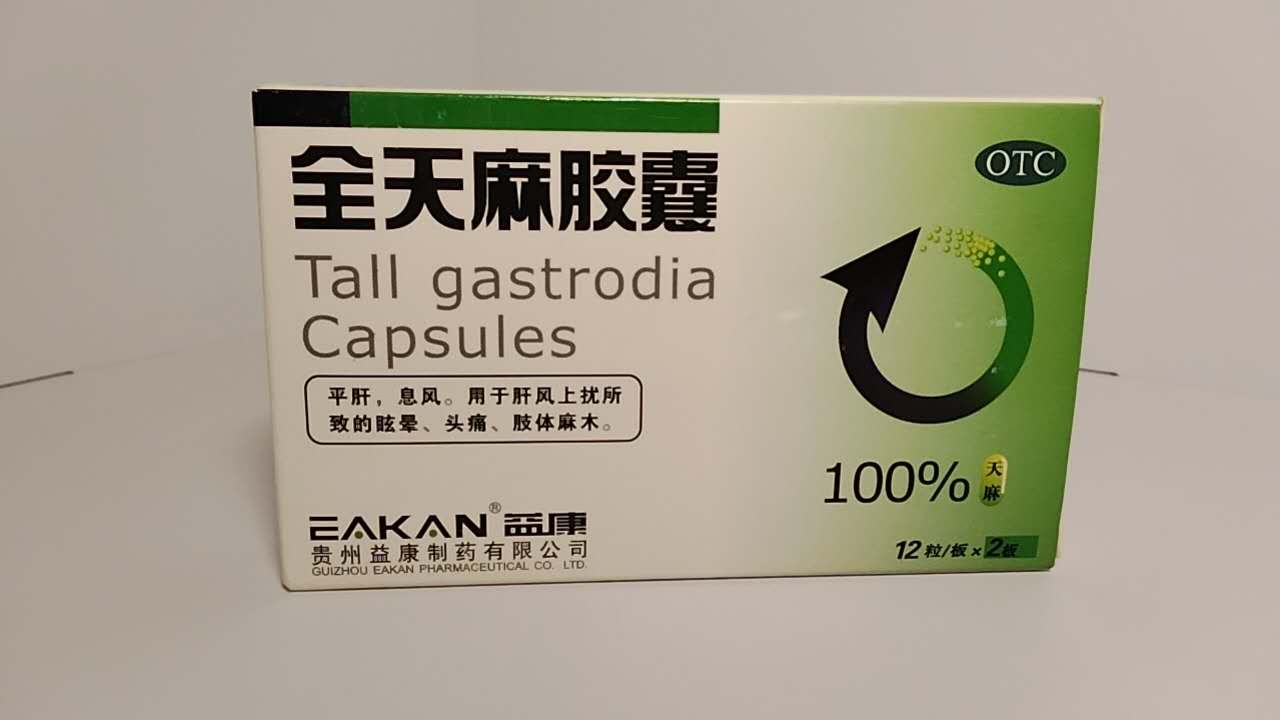 全天麻胶囊
Tall gastrodia
Capsules
平肝，息风。用于肝风上扰所
致的眩晕、头痛、肢体麻木。
EAKAN® 益康
贵州益康制药有限公司
GUIZHOU EAKAN PHARMACEUTICAL CO. LTD.
OTC
100% 天麻
12粒/板×2板